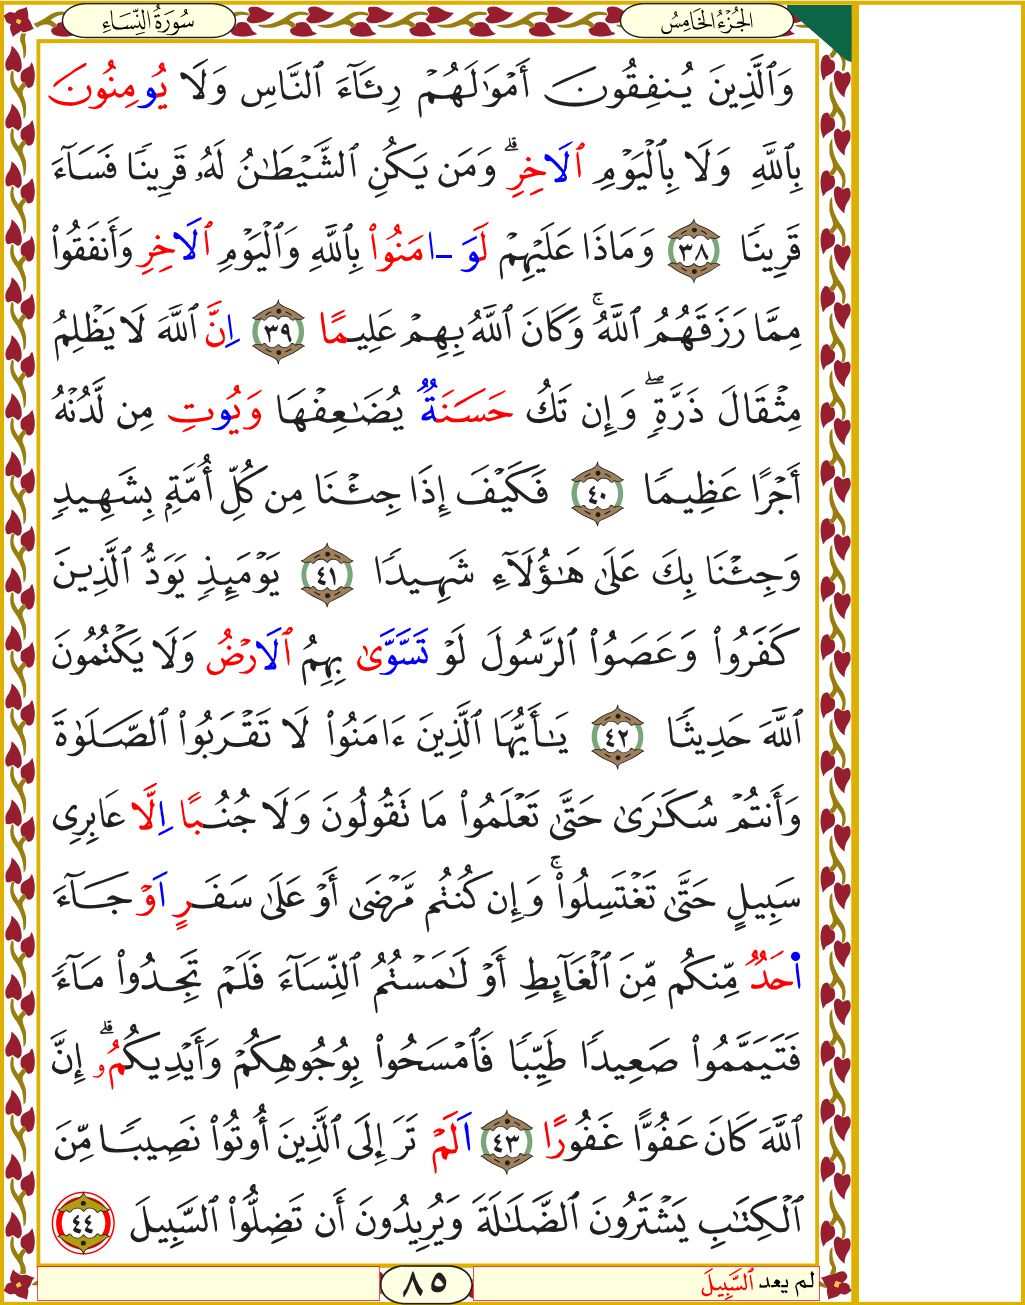 سُورَةُ النِّسَاءِ
الجُزْءُ الخَامِسُ
وَٱلَّذِينَ يُنفِقُونَ أَمْوَٰلَهُمْ رِئَآءَ ٱلنَّاسِ وَلَا يُومِنُونَ
بِٱللَّهِ وَلَا بِٱلْيَوْمِ ٱلَاخِرِۗ وَمَن يَكُنِ ٱلشَّيْطَٰنُ لَهُۥ قَرِينٗا فَسَآءَ
قَرِينٗا ٣٨ وَمَاذَا عَلَيْهِمْ لَوَ ـامَنُواْ بِٱللَّهِ وَٱلْيَوْمِ ٱلَاخِرِ وَأَنفَقُواْ
مِمَّا رَزَقَهُمُ ٱللَّهُۚ وَكَانَ ٱللَّهُ بِهِمْ عَلِيمًا ٣٩ اِنَّ ٱللَّهَ لَا يَظْلِمُ
مِثْقَالَ ذَرَّةٖۖ وَإِن تَكُ حَسَنَةٌ يُضَٰعِفْهَا وَيُوتِ مِن لَّدُنْهُ
أَجْرًا عَظِيمٗا ٤٠ فَكَيْفَ إِذَا جِئْنَا مِن كُلِّ أُمَّةِۭ بِشَهِيدٖ
وَجِئْنَا بِكَ عَلَىٰ هَٰٓؤُلَآءِ شَهِيدٗا ٤١ يَوْمَئِذٖ يَوَدُّ ٱلَّذِينَ
كَفَرُواْ وَعَصَوُاْ ٱلرَّسُولَ لَوْ تَسَّوَّىٰ بِهِمُ ٱلَارْضُ وَلَا يَكْتُمُونَ
ٱللَّهَ حَدِيثٗا ٤٢ يَٰٓأَيُّهَا ٱلَّذِينَ ءَامَنُواْ لَا تَقْرَبُواْ ٱلصَّلَوٰةَ
وَأَنتُمْ سُكَٰرَىٰ حَتَّىٰ تَعْلَمُواْ مَا تَقُولُونَ وَلَا جُنُبًا اِلَّا عَابِرِي
سَبِيلٍ حَتَّىٰ تَغْتَسِلُواْۚ وَإِن كُنتُم مَّرْضَىٰ أَوْ عَلَىٰ سَفَرٍ اَوْ جَآءَ
اَحَدٌ مِّنكُم مِّنَ ٱلْغَآئِطِ أَوْ لَٰمَسْتُمُ ٱلنِّسَآءَ فَلَمْ تَجِدُواْ مَآءٗ
فَتَيَمَّمُواْ صَعِيدٗا طَيِّبٗا فَٱمْسَحُواْ بِوُجُوهِكُمْ وَأَيْدِيكُمُۥۗ إِنَّ
ٱللَّهَ كَانَ عَفُوًّا غَفُورًا ٤٣ اَلَمْ تَرَ إِلَى ٱلَّذِينَ أُوتُواْ نَصِيبٗا مِّنَ
ٱلْكِتَٰبِ يَشْتَرُونَ ٱلضَّلَٰلَةَ وَيُرِيدُونَ أَن تَضِلُّواْ ٱلسَّبِيلَ ٤٤
لم يعد ٱلسَّبِيلَ
٨٥